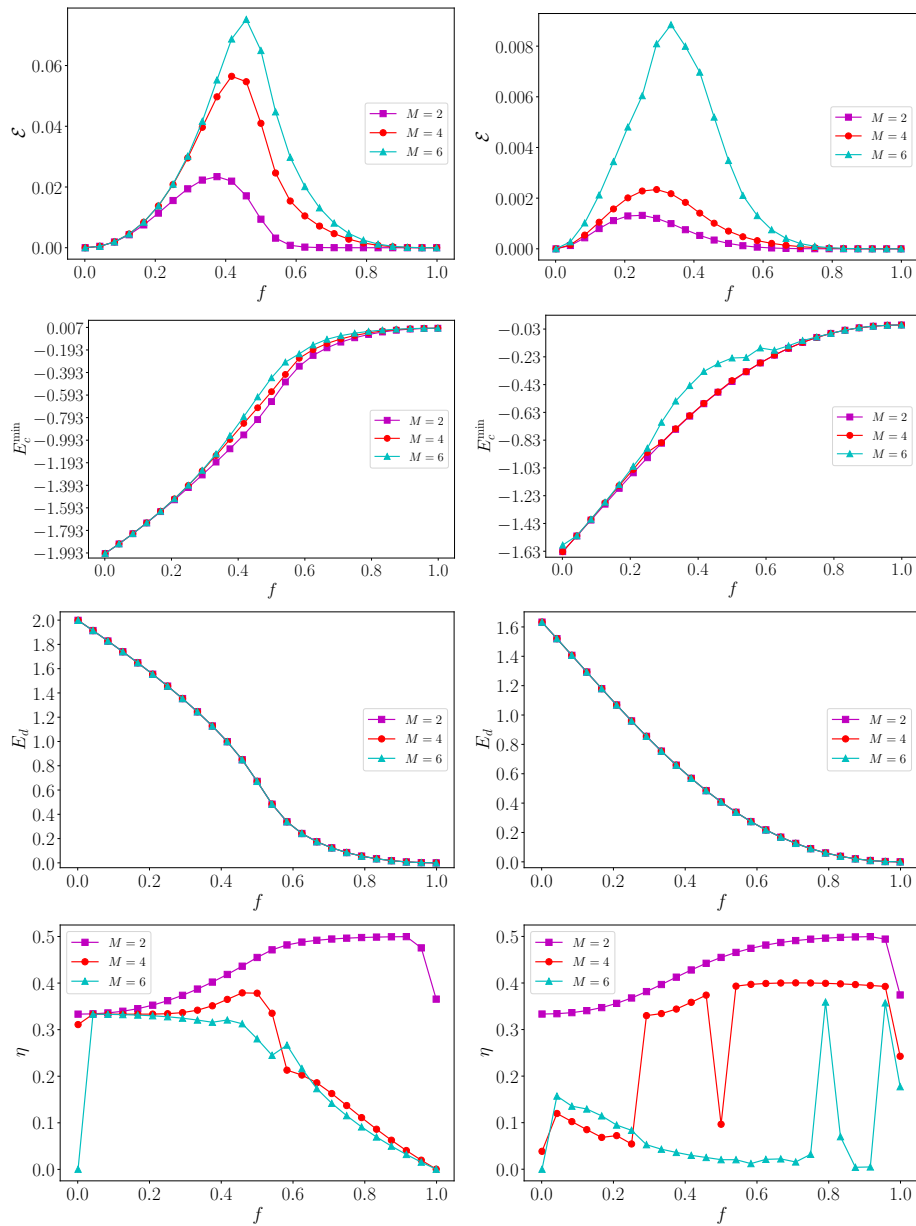 0.06
0.04
0.02
0.00
ℰ
M = 2
M = 4
M = 6
0.0 0.2 0.4 0.6 0.8 1.0
f
0.008
0.006
0.004
0.002
0.000
ℰ
M = 2
M = 4
M = 6
0.0 0.2 0.4 0.6 0.8 1.0
f
0.007
−0.193
−0.393
−0.593
−0.793
−0.993
−1.193
−1.393
−1.593
−1.793
−1.993
E_c^min
M = 2
M = 4
M = 6
0.0 0.2 0.4 0.6 0.8 1.0
f
−0.03
−0.23
−0.43
−0.63
−0.83
−1.03
−1.23
−1.43
−1.63
E_c^min
M = 2
M = 4
M = 6
0.0 0.2 0.4 0.6 0.8 1.0
f
2.0
1.8
1.6
1.4
1.2
1.0
0.8
0.6
0.4
0.2
0.0
E_d
M = 2
M = 4
M = 6
0.0 0.2 0.4 0.6 0.8 1.0
f
1.6
1.4
1.2
1.0
0.8
0.6
0.4
0.2
0.0
E_d
M = 2
M = 4
M = 6
0.0 0.2 0.4 0.6 0.8 1.0
f
0.5
0.4
0.3
0.2
0.1
0.0
η
M = 2
M = 4
M = 6
0.0 0.2 0.4 0.6 0.8 1.0
f
0.5
0.4
0.3
0.2
0.1
0.0
η
M = 2
M = 4
M = 6
0.0 0.2 0.4 0.6 0.8 1.0
f